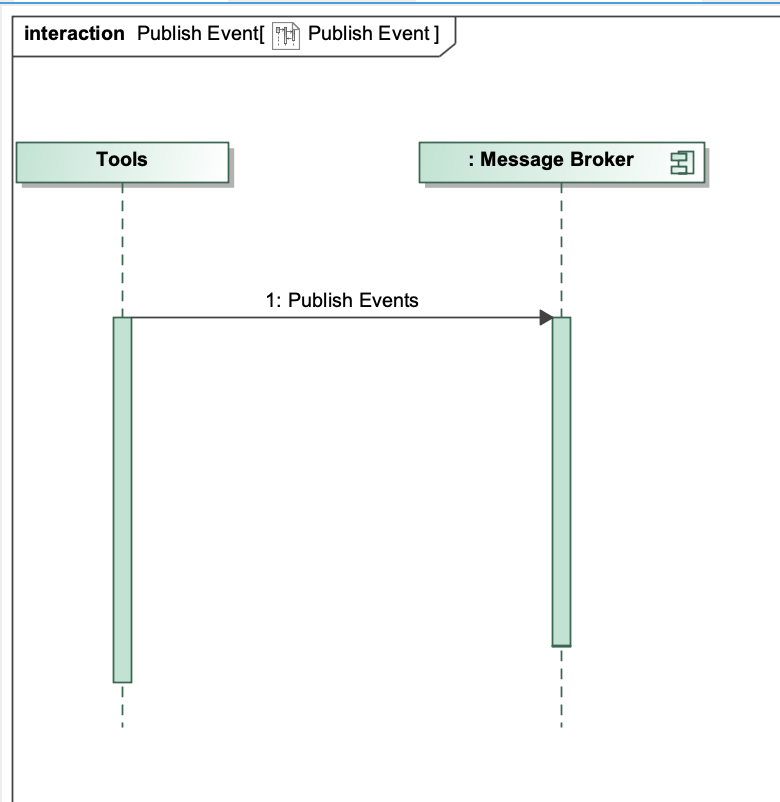 interaction Publish Event[ Publish Event ]
Tools
: Message Broker
1: Publish Events